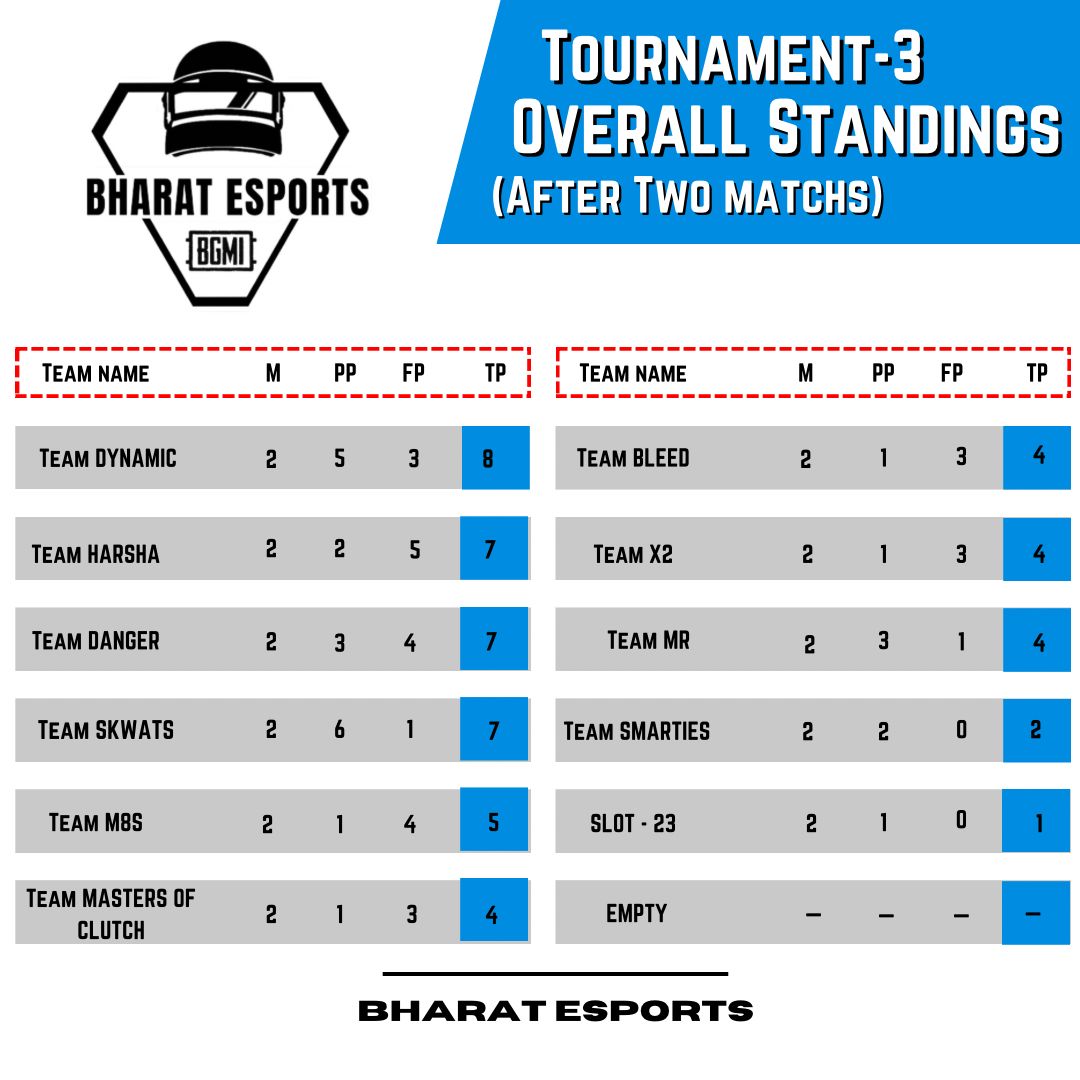 Tournament-3
Overall Standings
(After Two matchs)
BHARAT ESPORTS
BGMI
Team name M PP FP TP
Team DYNAMIC 2 5 3 8
Team HARSHA 2 2 5 7
Team DANGER 2 3 4 7
Team SKWATS 2 6 1 7
Team M8S 2 1 4 5
Team MASTERS OF
CLUTCH 2 1 3 4
Team name M PP FP TP
Team BLEED 2 1 3 4
Team X2 2 1 3 4
Team MR 2 3 1 4
Team SMARTIES 2 2 0 2
SLOT - 23 2 1 0 1
EMPTY — — — —
BHARAT ESPORTS